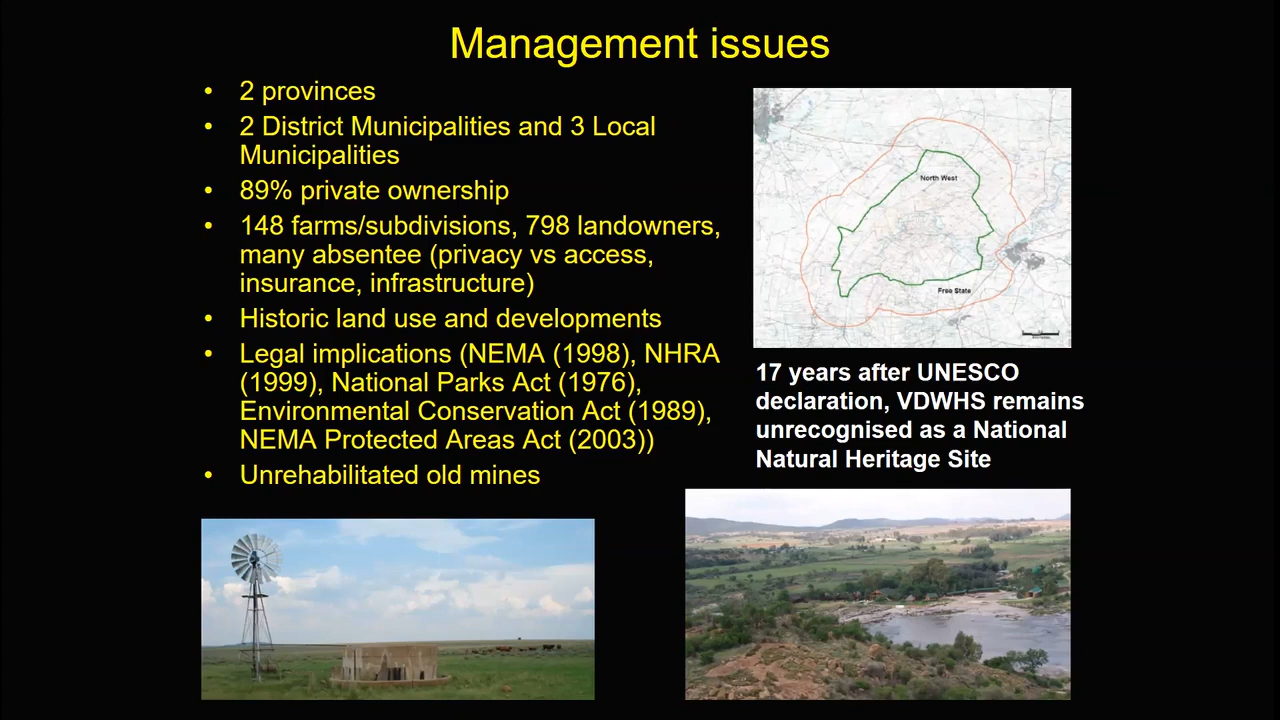 Management issues
• 2 provinces
• 2 District Municipalities and 3 Local
Municipalities
• 89% private ownership
• 148 farms/subdivisions, 798 landowners,
many absentee (privacy vs access,
insurance, infrastructure)
• Historic land use and developments
• Legal implications (NEMA (1998), NHRA
(1999), National Parks Act (1976),
Environmental Conservation Act (1989),
NEMA Protected Areas Act (2003))
• Unrehabilitated old mines
North West
Free State
17 years after UNESCO
declaration, VDWHS remains
unrecognised as a National
Natural Heritage Site